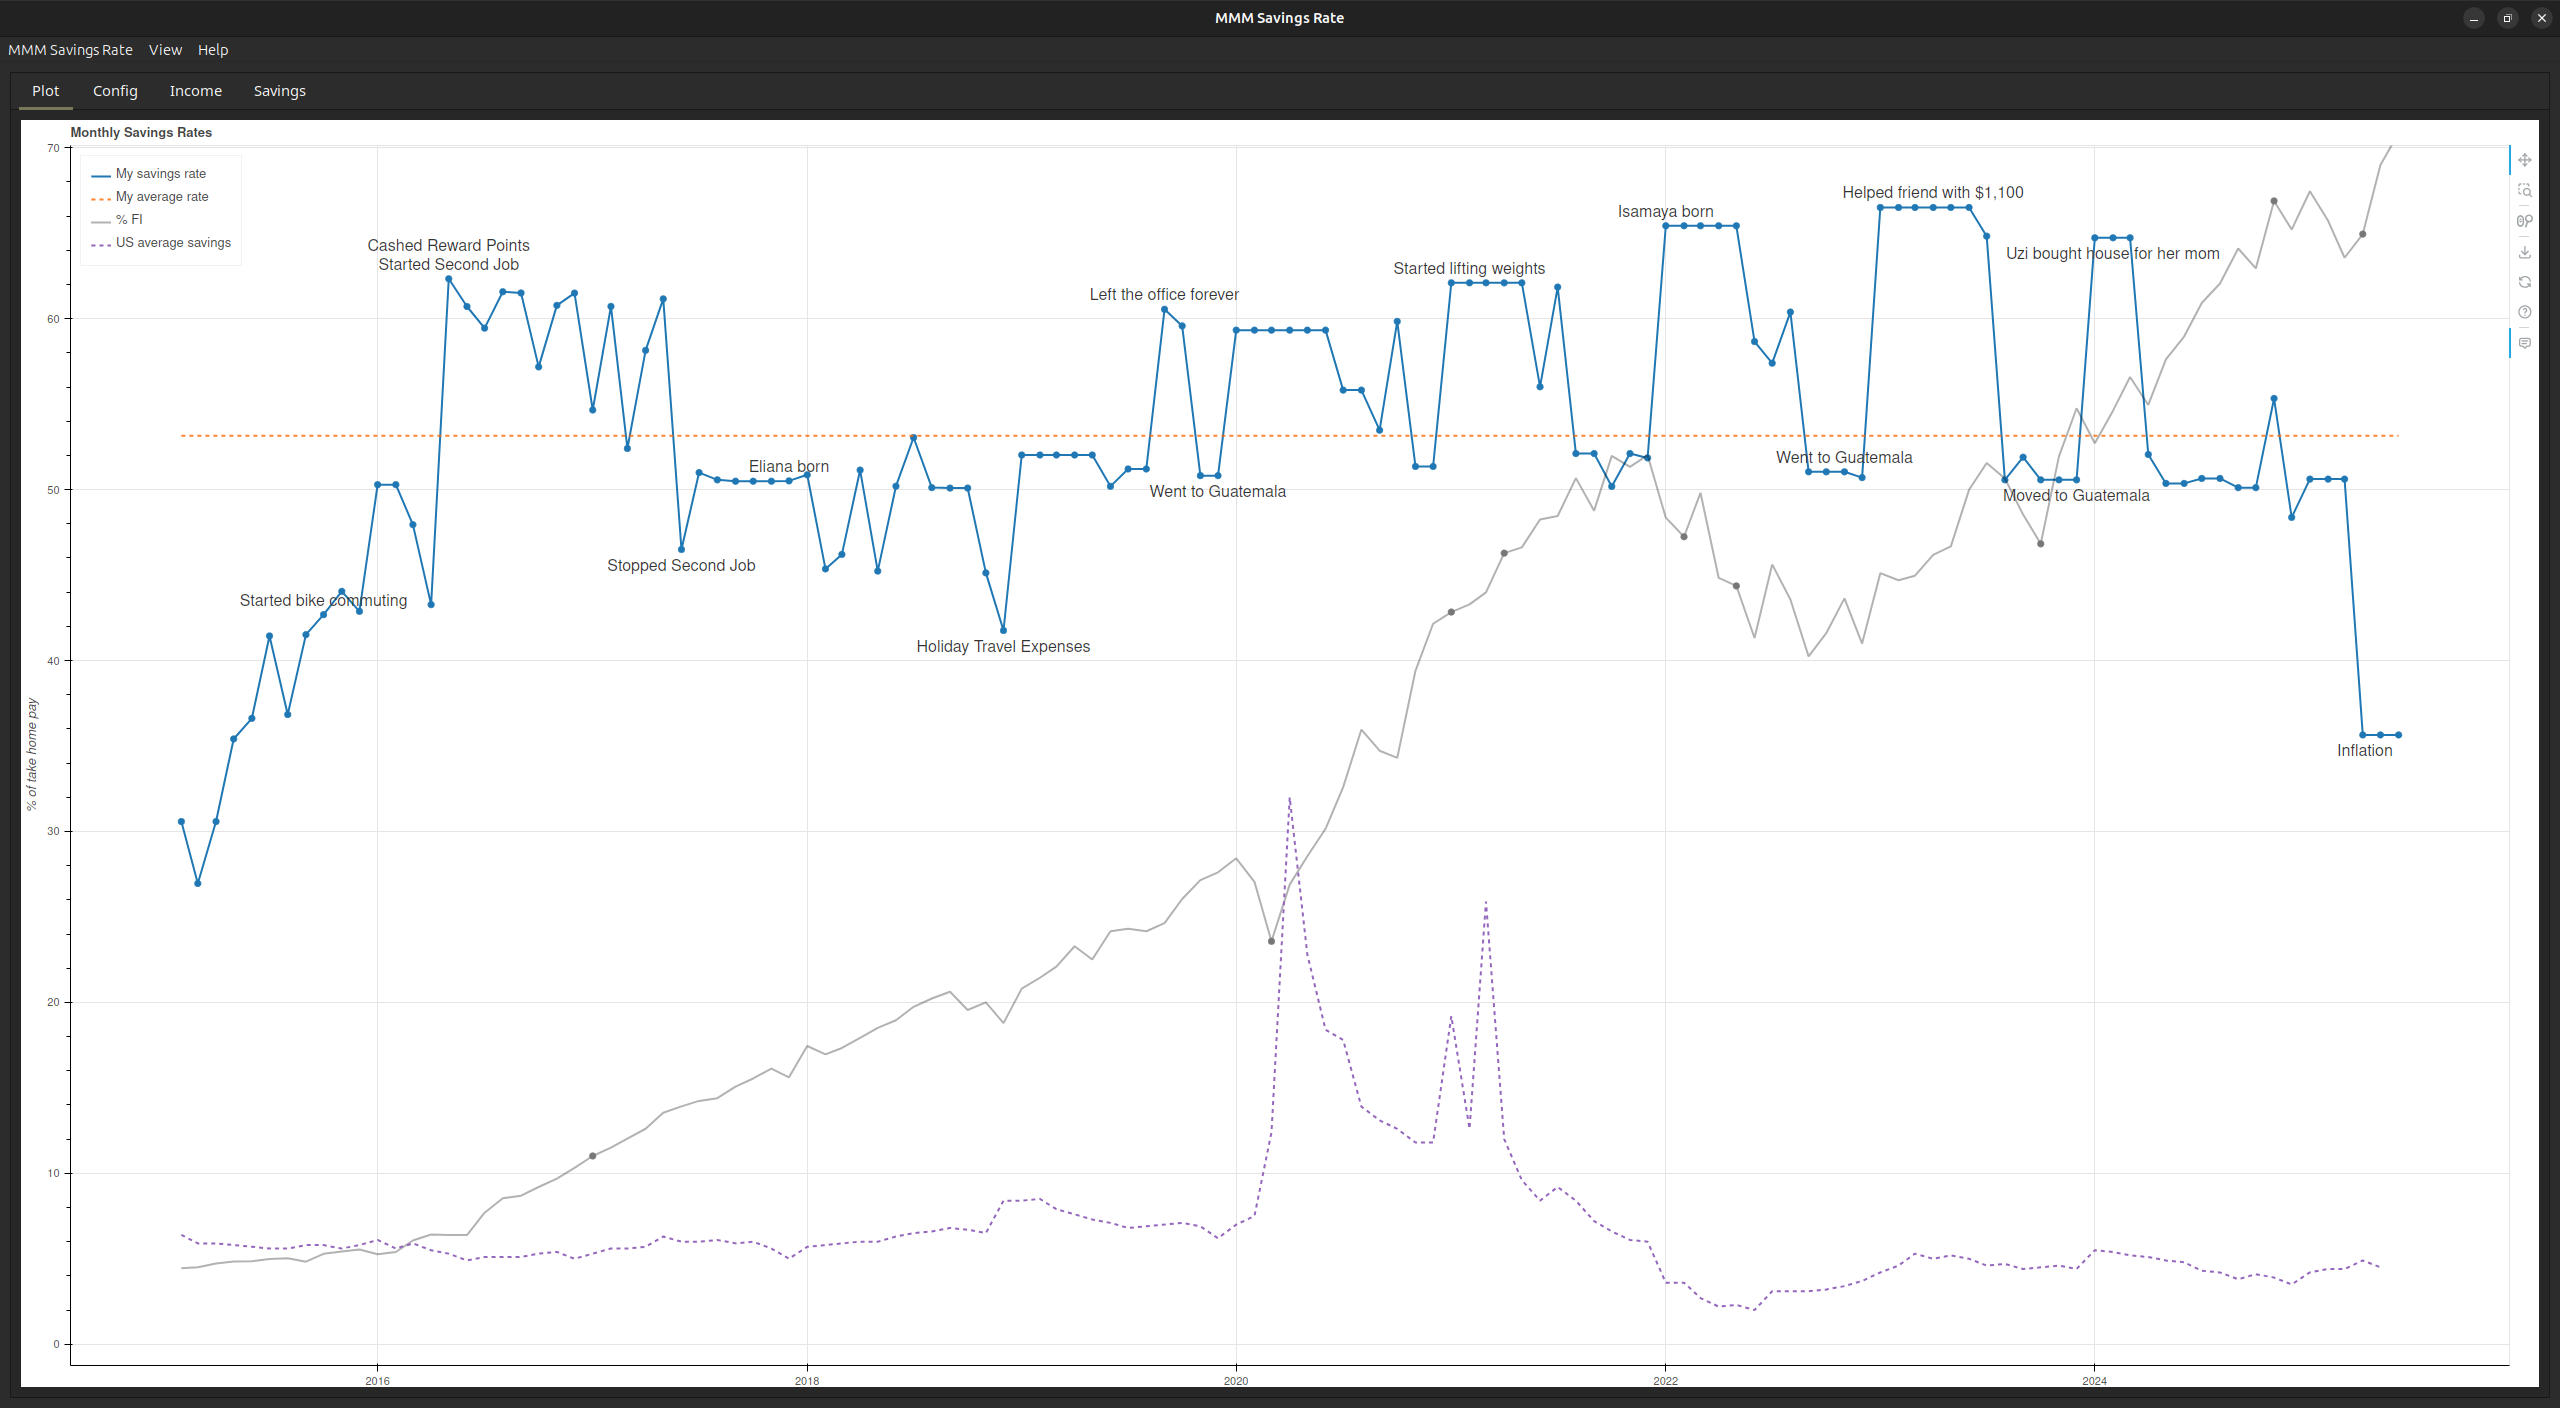 MMM Savings Rate
MMM Savings Rate View Help
Plot Config Income Savings
Monthly Savings Rates
My savings rate
My average rate
% FI
US average savings
% of take home pay
70
60
50
40
30
20
10
0
2016
2018
2020
2022
2024
Started bike commuting
Cashed Reward Points
Started Second Job
Stopped Second Job
Eliana born
Holiday Travel Expenses
Left the office forever
Went to Guatemala
Started lifting weights
Isamaya born
Went to Guatemala
Helped friend with $1,100
Moved to Guatemala
Uzi bought house for her mom
Inflation